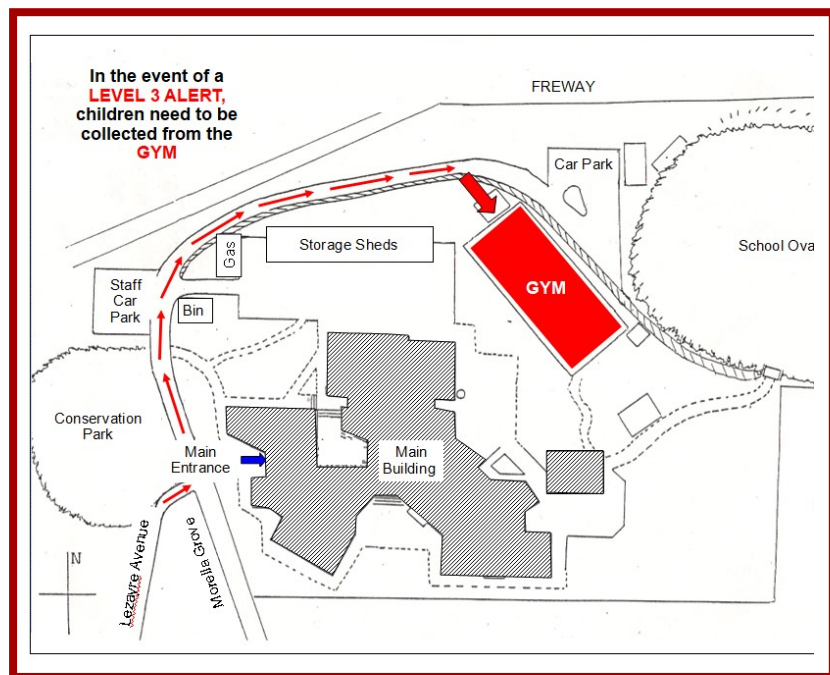 In the event of a
LEVEL 3 ALERT,
children need to be
collected from the
GYM
FREWAY
Car Park
School Ova
Storage Sheds
Gas
GYM
Staff
Car
Park
Bin
Conservation
Park
Main
Entrance
Main
Building
Lezayre Avenue
Morella Grove
N